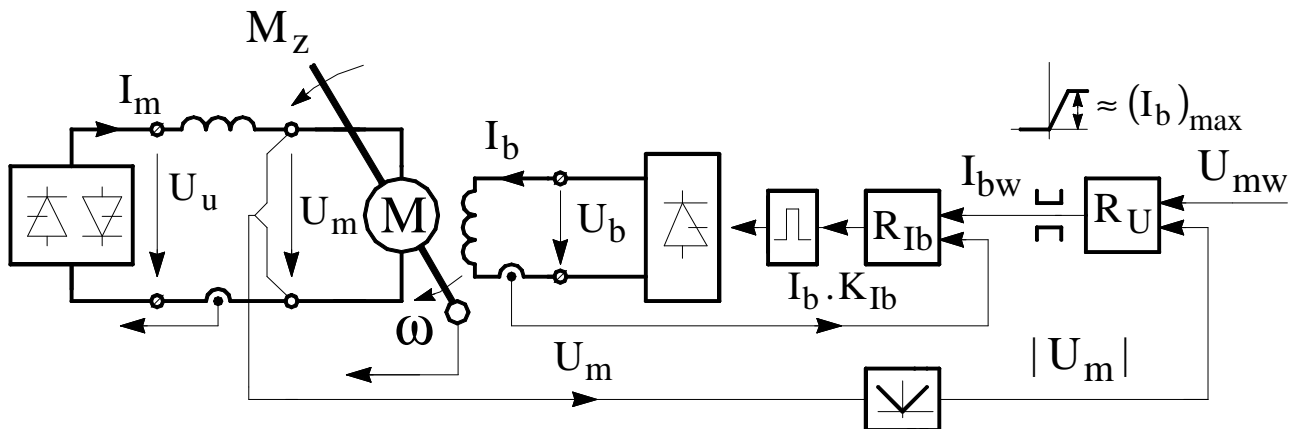 M_z
I_m
≈ (I_b)_max
I_b
I_bw
U_mw
U_u
U_m
M
U_b
R_Ib
R_U
I_b . K_Ib
ω
U_m
|U_m|